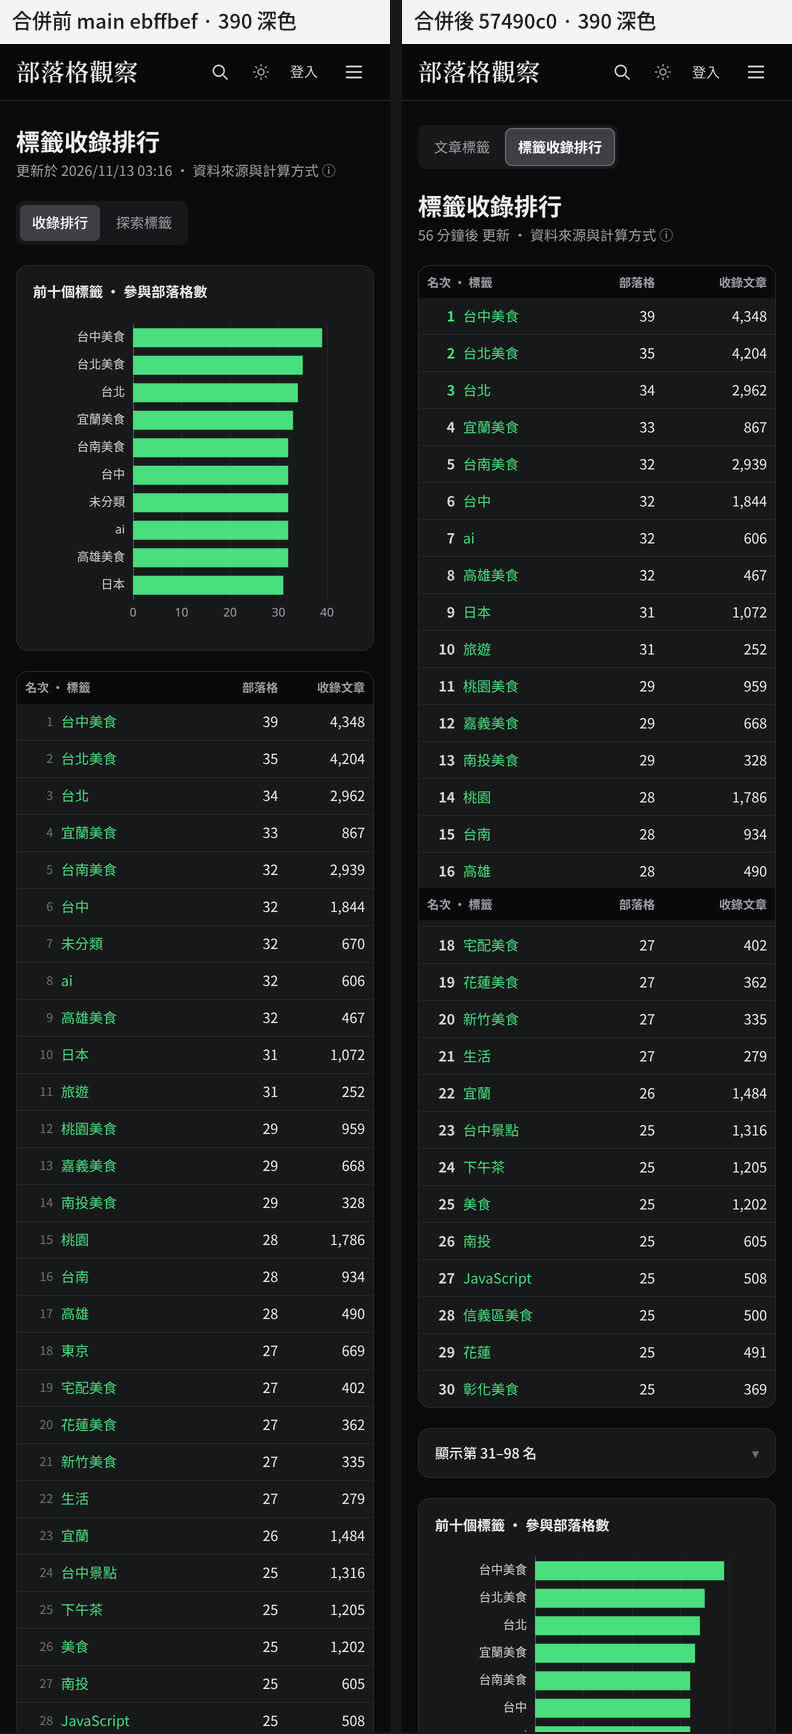 合併前 main ebffbef · 390 深色
部落格觀察
登入
標籤收錄排行
更新於 2026/11/13 03:16 · 資料來源與計算方式 ⓘ
收錄排行 探索標籤
前十個標籤 · 參與部落格數
台中美食
台北美食
台北
宜蘭美食
台南美食
台中
未分類
ai
高雄美食
日本
0 10 20 30 40
名次 · 標籤 部落格 收錄文章
1 台中美食 39 4,348
2 台北美食 35 4,204
3 台北 34 2,962
4 宜蘭美食 33 867
5 台南美食 32 2,939
6 台中 32 1,844
7 未分類 32 670
8 ai 32 606
9 高雄美食 32 467
10 日本 31 1,072
11 旅遊 31 252
12 桃園美食 29 959
13 嘉義美食 29 668
14 南投美食 29 328
15 桃園 28 1,786
16 台南 28 934
17 高雄 28 490
18 東京 27 669
19 宅配美食 27 402
20 花蓮美食 27 362
21 新竹美食 27 335
22 生活 27 279
23 宜蘭 26 1,484
24 台中景點 25 1,316
25 下午茶 25 1,205
26 美食 25 1,202
27 南投 25 605
28 JavaScript 25 508
合併後 57490c0 · 390 深色
部落格觀察
登入
文章標籤 標籤收錄排行
標籤收錄排行
56 分鐘後 更新 · 資料來源與計算方式 ⓘ
名次 · 標籤 部落格 收錄文章
1 台中美食 39 4,348
2 台北美食 35 4,204
3 台北 34 2,962
4 宜蘭美食 33 867
5 台南美食 32 2,939
6 台中 32 1,844
7 ai 32 606
8 高雄美食 32 467
9 日本 31 1,072
10 旅遊 31 252
11 桃園美食 29 959
12 嘉義美食 29 668
13 南投美食 29 328
14 桃園 28 1,786
15 台南 28 934
16 高雄 28 490
名次 · 標籤 部落格 收錄文章
18 宅配美食 27 402
19 花蓮美食 27 362
20 新竹美食 27 335
21 生活 27 279
22 宜蘭 26 1,484
23 台中景點 25 1,316
24 下午茶 25 1,205
25 美食 25 1,202
26 南投 25 605
27 JavaScript 25 508
28 信義區美食 25 500
29 花蓮 25 491
30 彰化美食 25 369
顯示第 31–98 名
前十個標籤 · 參與部落格數
台中美食
台北美食
台北
宜蘭美食
台南美食
台中